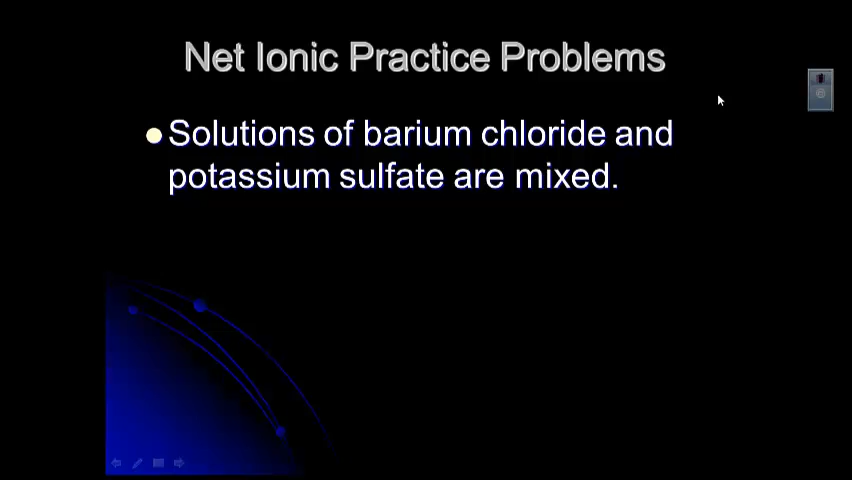 Net Ionic Practice Problems
Solutions of barium chloride and
potassium sulfate are mixed.